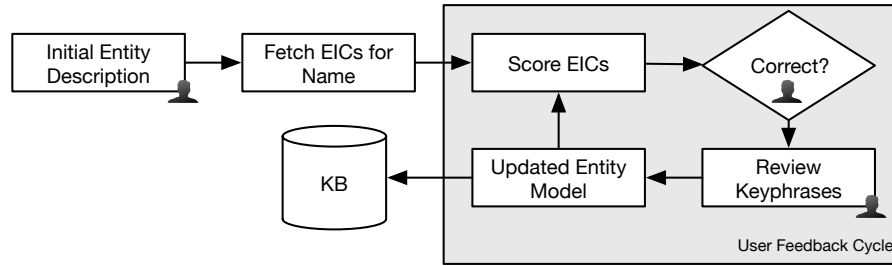 Initial Entity
Description
Fetch EICs for
Name
Score EICs
Correct?
KB
Updated Entity
Model
Review
Keyphrases
User Feedback Cycle